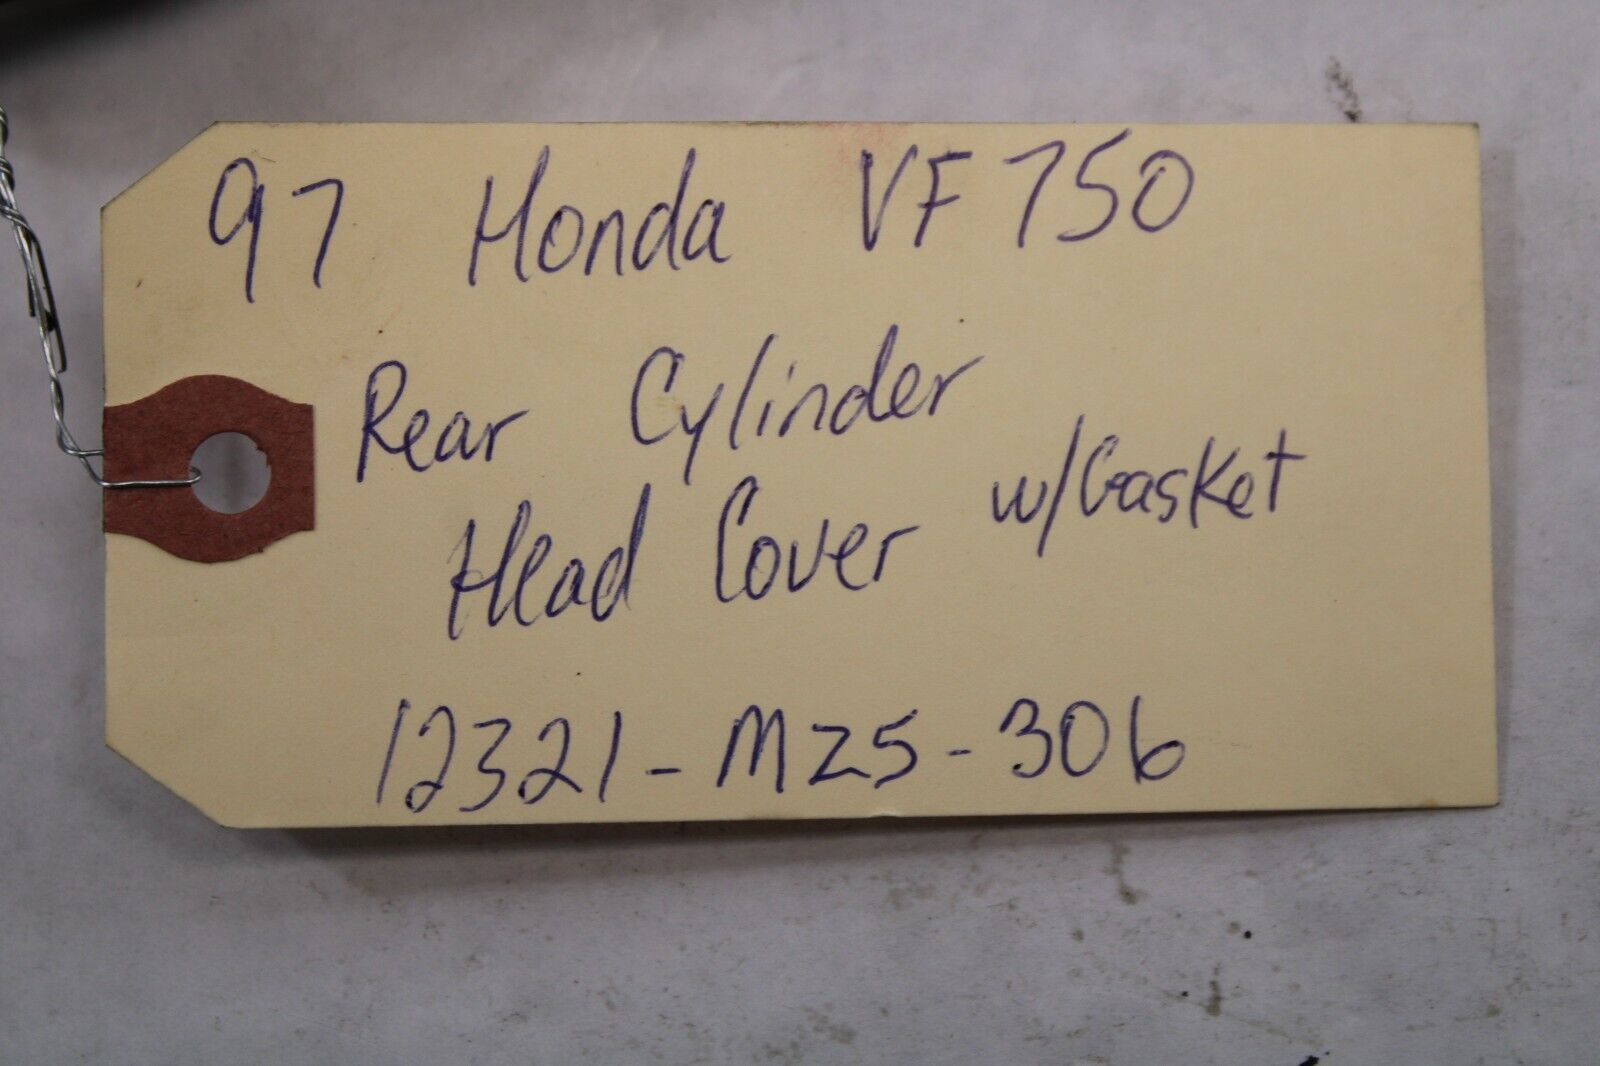 97 Honda VF750
Rear Cylinder
Head Cover w/Gasket
12321-MZ5-306